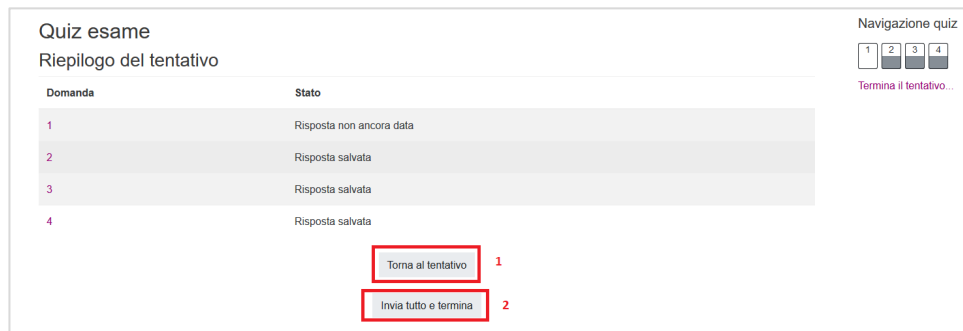 Quiz esame
Riepilogo del tentativo
Domanda Stato
1 Risposta non ancora data
2 Risposta salvata
3 Risposta salvata
4 Risposta salvata
Torna al tentativo 1
Invia tutto e termina 2
Navigazione quiz
1 2 3 4
Termina il tentativo...